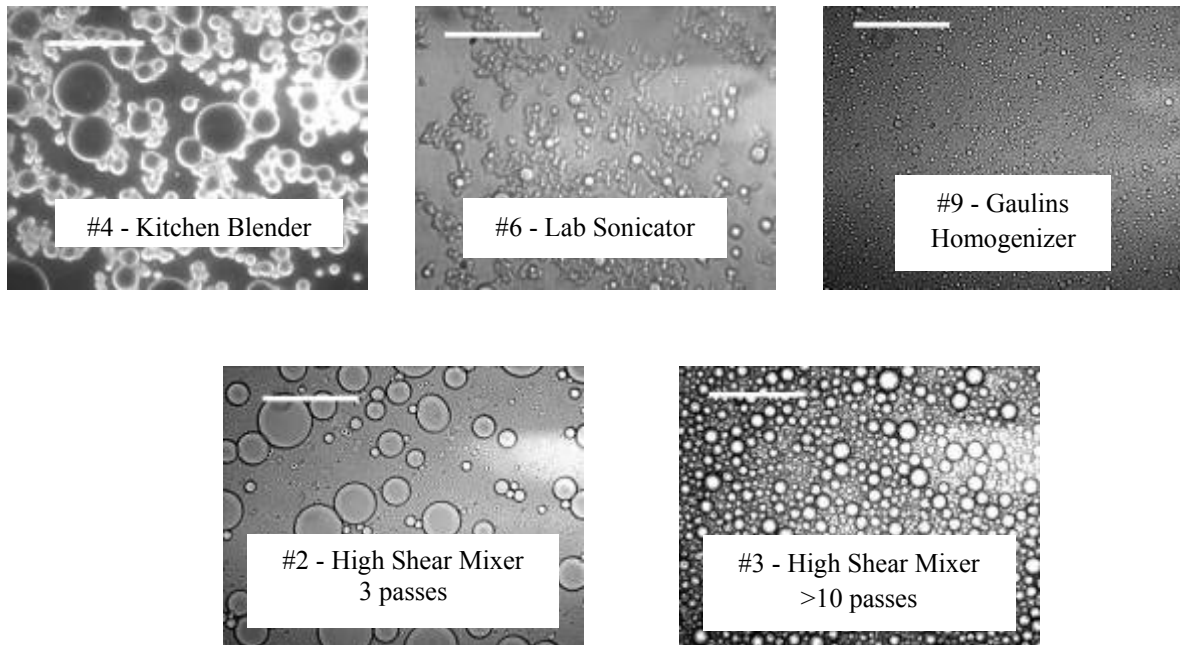 #4 - Kitchen Blender
#6 - Lab Sonicator
#9 - Gaulins
Homogenizer
#2 - High Shear Mixer
3 passes
#3 - High Shear Mixer
>10 passes